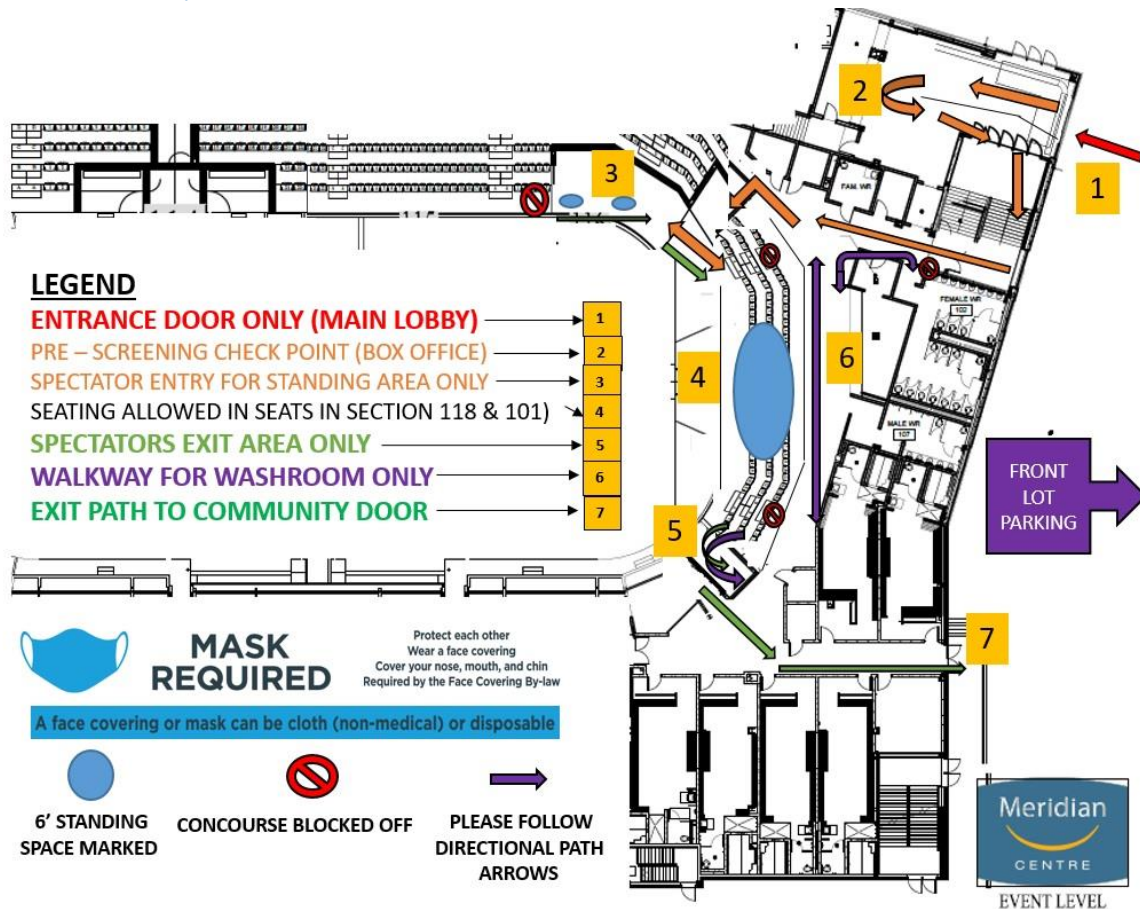 2
3
1
FAM. WR
LEGEND
ENTRANCE DOOR ONLY (MAIN LOBBY)
1
PRE – SCREENING CHECK POINT (BOX OFFICE)
2
SPECTATOR ENTRY FOR STANDING AREA ONLY
3
SEATING ALLOWED IN SEATS IN SECTION 118 & 101)
4
SPECTATORS EXIT AREA ONLY
5
WALKWAY FOR WASHROOM ONLY
6
EXIT PATH TO COMMUNITY DOOR
7
FEMALE WR
102
4
6
MALE WR
107
FRONT
LOT
PARKING
5
7
MASK
REQUIRED
Protect each other
Wear a face covering
Cover your nose, mouth, and chin
Required by the Face Covering By-law
A face covering or mask can be cloth (non-medical) or disposable
6' STANDING
SPACE MARKED
CONCOURSE BLOCKED OFF
PLEASE FOLLOW
DIRECTIONAL PATH
ARROWS
Meridian
CENTRE
EVENT LEVEL